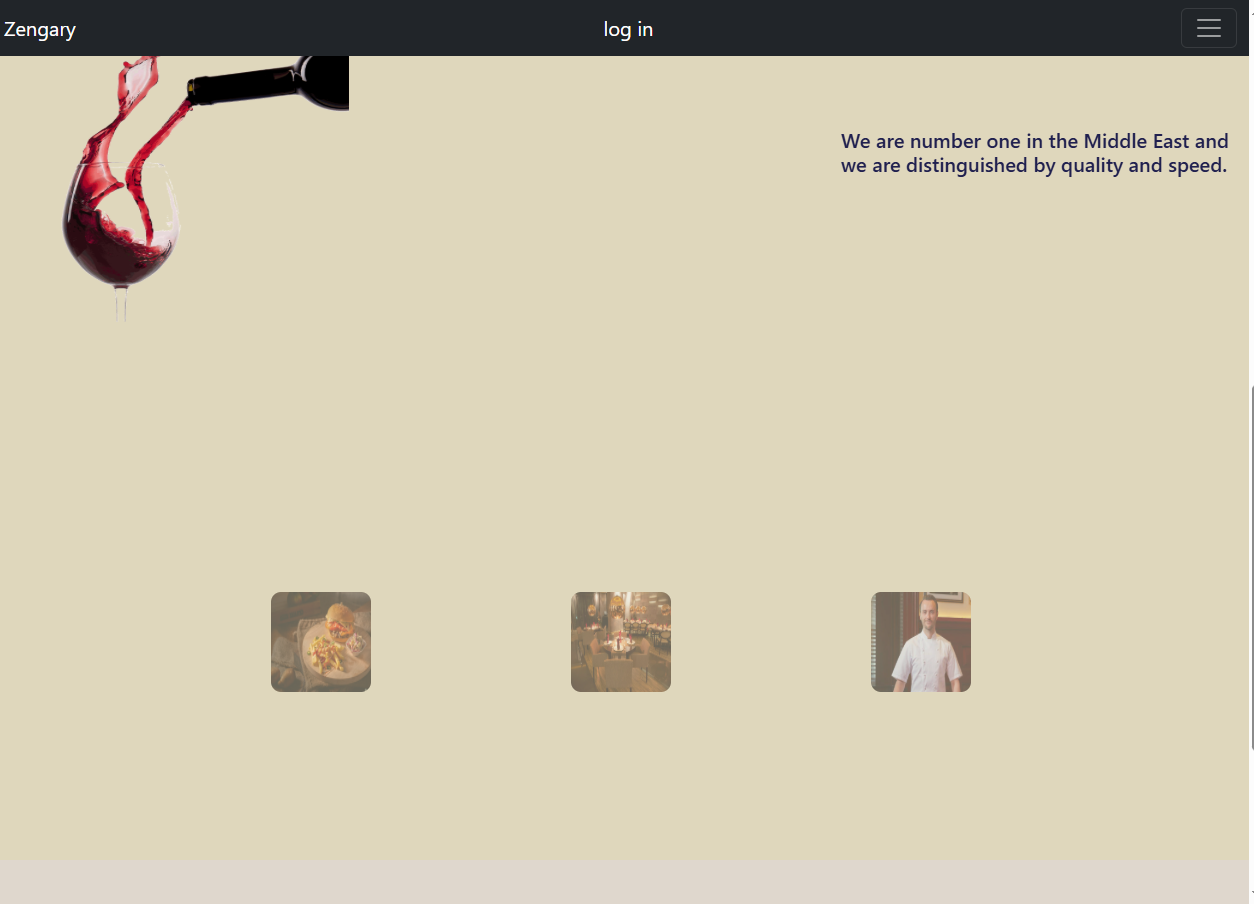 Zengary
log in
We are number one in the Middle East and
we are distinguished by quality and speed.